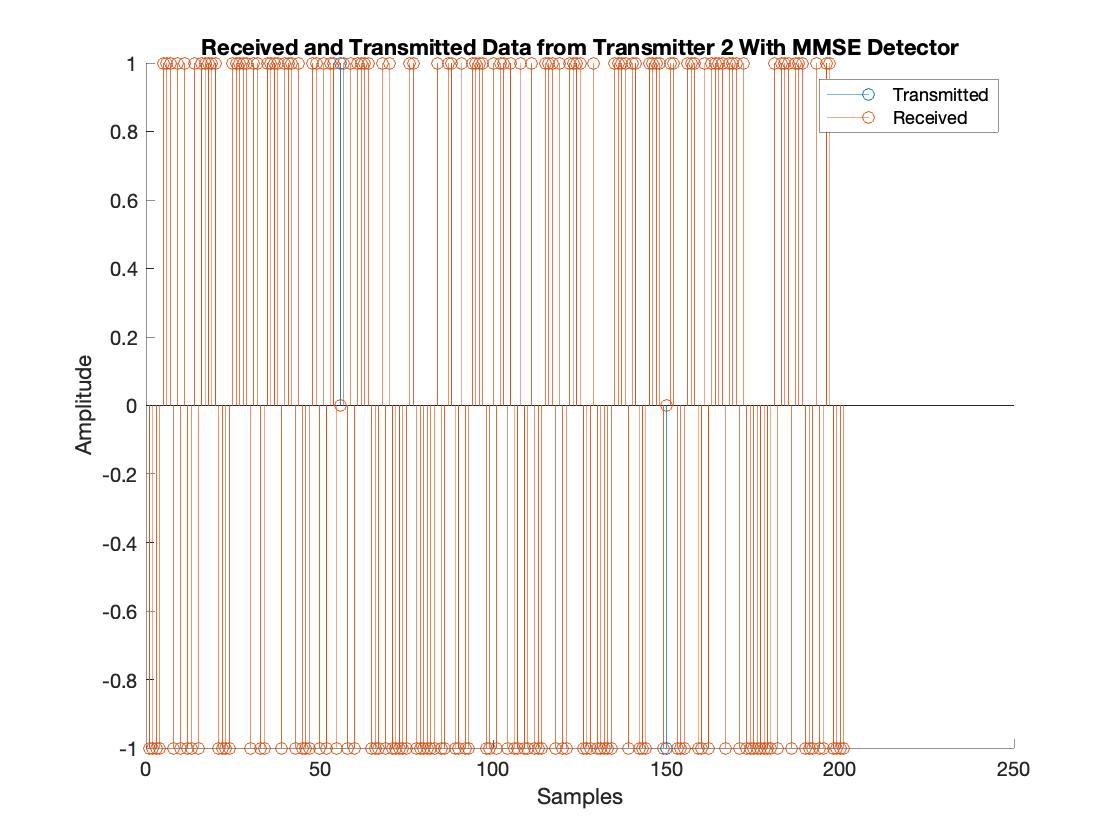 Received and Transmitted Data from Transmitter 2 With MMSE Detector
1
Transmitted
Received
0.8
0.6
0.4
0.2
0
Amplitude
-0.2
-0.4
-0.6
-0.8
-1
0 50 100 150 200 250
Samples